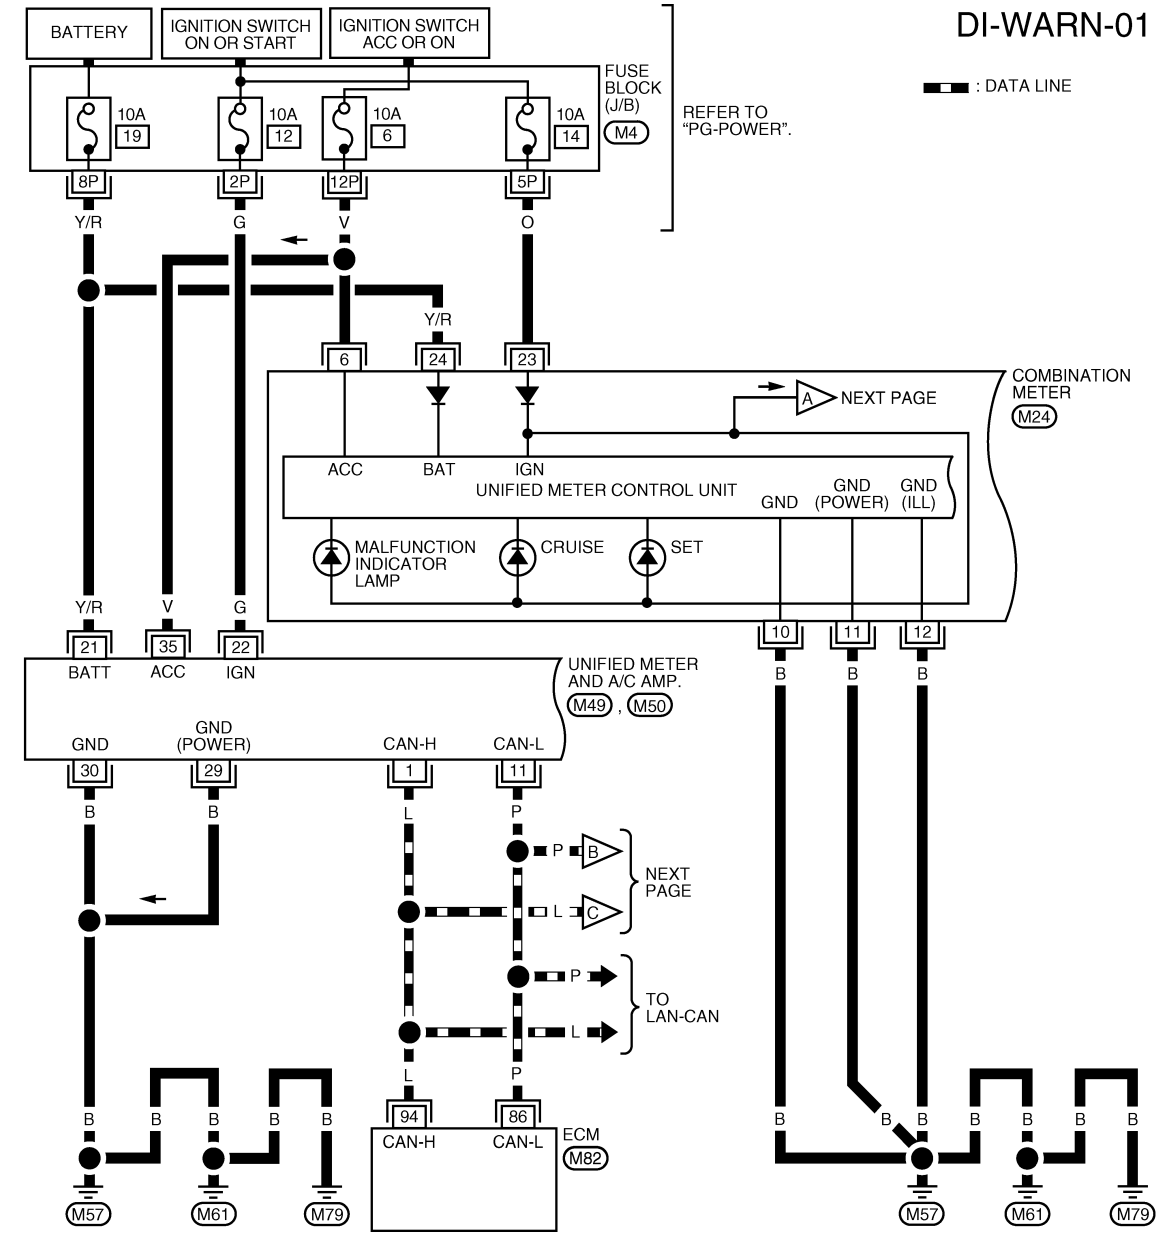 DI-WARN-01
BATTERY
IGNITION SWITCH
ON OR START
IGNITION SWITCH
ACC OR ON
: DATA LINE
FUSE
BLOCK
(J/B)
M4
REFER TO
“PG-POWER”.
10A
19
10A
12
10A
6
10A
14
8P
2P
12P
5P
Y/R
G
V
O
Y/R
6
24
23
COMBINATION
METER
M24
A
NEXT PAGE
ACC
BAT
IGN
UNIFIED METER CONTROL UNIT
GND
GND
(POWER)
GND
(ILL)
MALFUNCTION
INDICATOR
LAMP
CRUISE
SET
Y/R
V
G
21
35
22
10
11
12
BATT
ACC
IGN
UNIFIED METER
AND A/C AMP.
M49 , M50
B
B
B
GND
GND
(POWER)
CAN-H
CAN-L
30
29
1
11
B
B
L
P
P
B
L
C
NEXT
PAGE
P
L
TO
LAN-CAN
L
P
94
86
CAN-H
CAN-L
ECM
M82
B
B
B
B
B
B
B
B
B
B
B
B
M57
M61
M79
M57
M61
M79